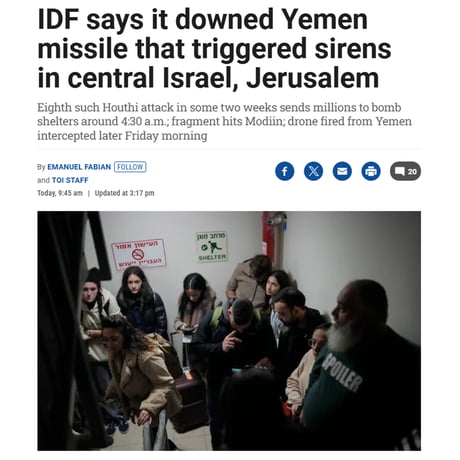 IDF says it downed Yemen
missile that triggered sirens
in central Israel, Jerusalem
Eighth such Houthi attack in some two weeks sends millions to bomb
shelters around 4:30 a.m.; fragment hits Modiin; drone fired from Yemen
intercepted later Friday morning
By EMANUEL FABIAN FOLLOW
and TOI STAFF
20
Today, 9:45 am | Updated at 3:17 pm
העישון אסור
העבריין ייענש
מרחב מוגן
SHELTER
SPOILER